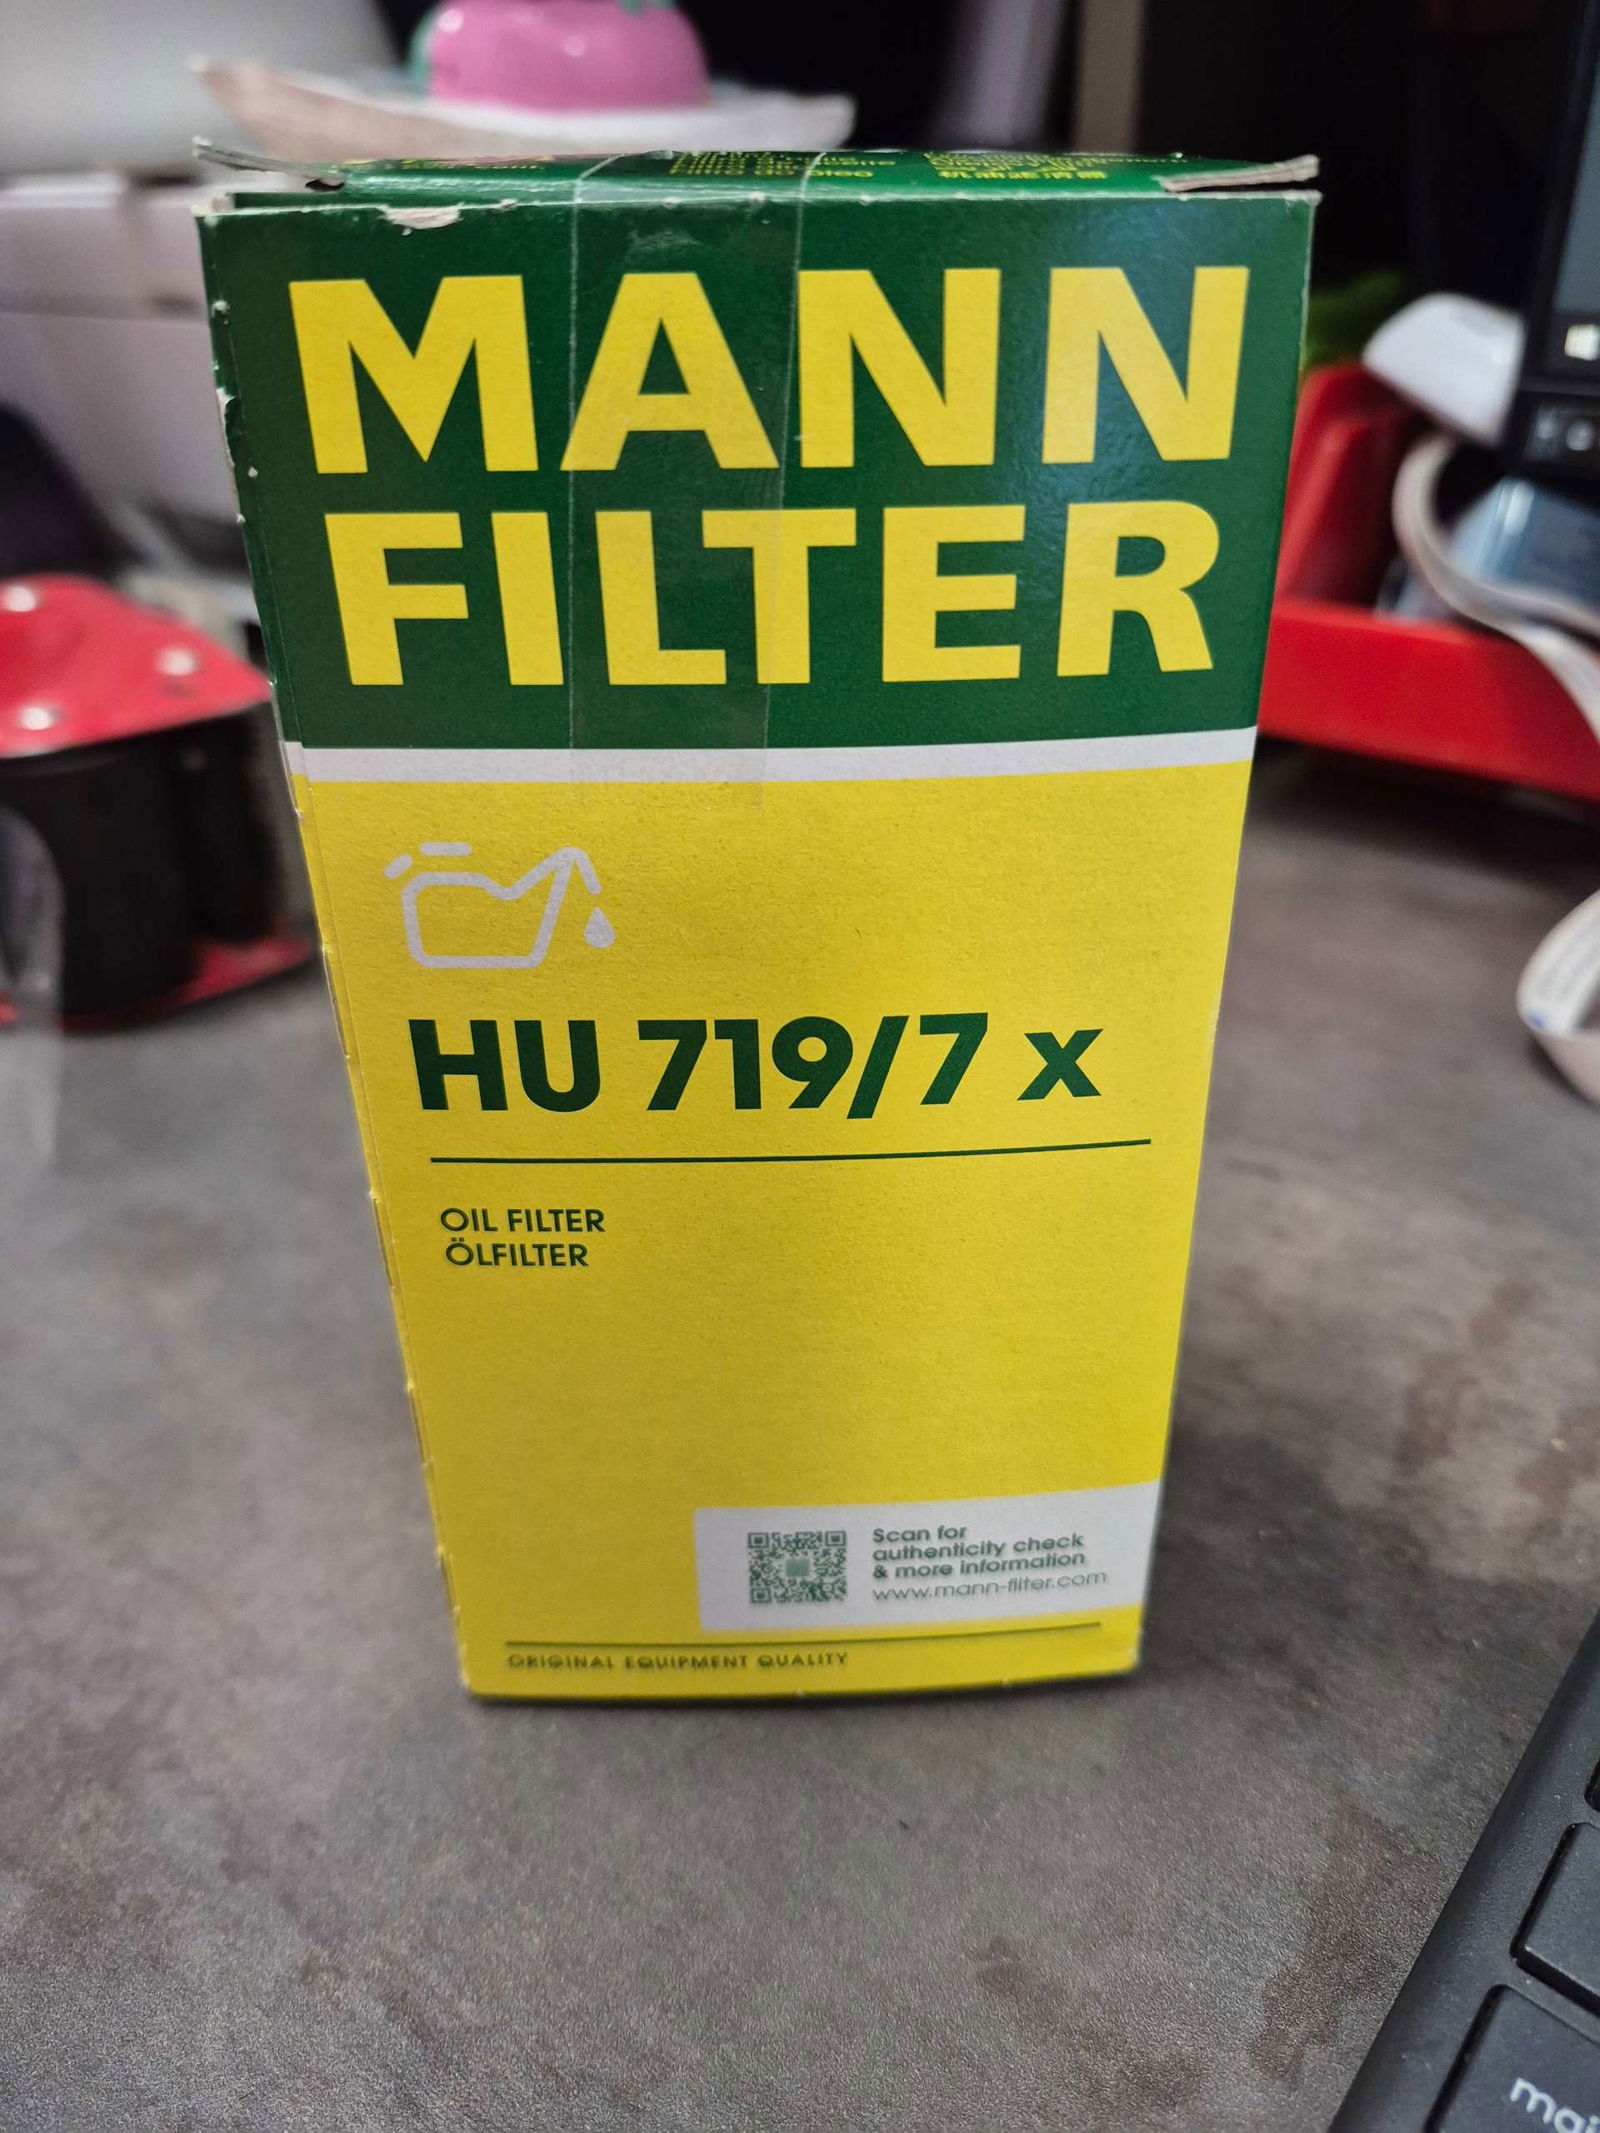 MANN
FILTER
HU 719/7 x
OIL FILTER
ÖLFILTER
Scan for
authenticity check
& more information
www.mann-filter.com
ORIGINAL EQUIPMENT QUALITY